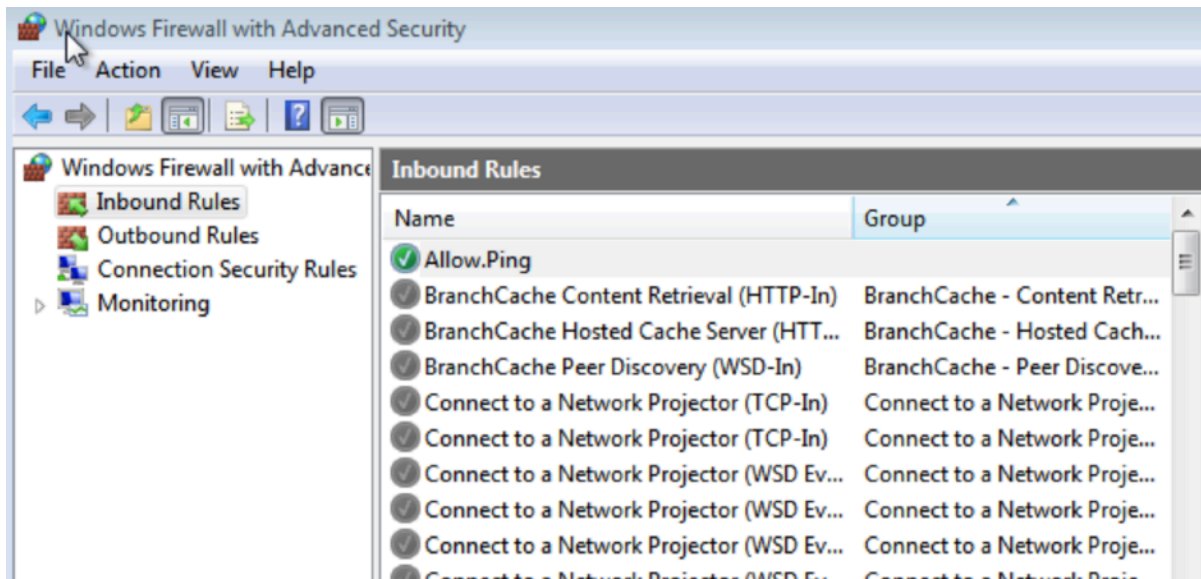 Windows Firewall with Advanced Security
File Action View Help
Windows Firewall with Advance
Inbound Rules
Outbound Rules
Connection Security Rules
Monitoring
Inbound Rules
Name Group
Allow.Ping
BranchCache Content Retrieval (HTTP-In) BranchCache - Content Retr...
BranchCache Hosted Cache Server (HTT... BranchCache - Hosted Cach...
BranchCache Peer Discovery (WSD-In) BranchCache - Peer Discove...
Connect to a Network Projector (TCP-In) Connect to a Network Proje...
Connect to a Network Projector (TCP-In) Connect to a Network Proje...
Connect to a Network Projector (WSD Ev... Connect to a Network Proje...
Connect to a Network Projector (WSD Ev... Connect to a Network Proje...
Connect to a Network Projector (WSD Ev... Connect to a Network Proje...